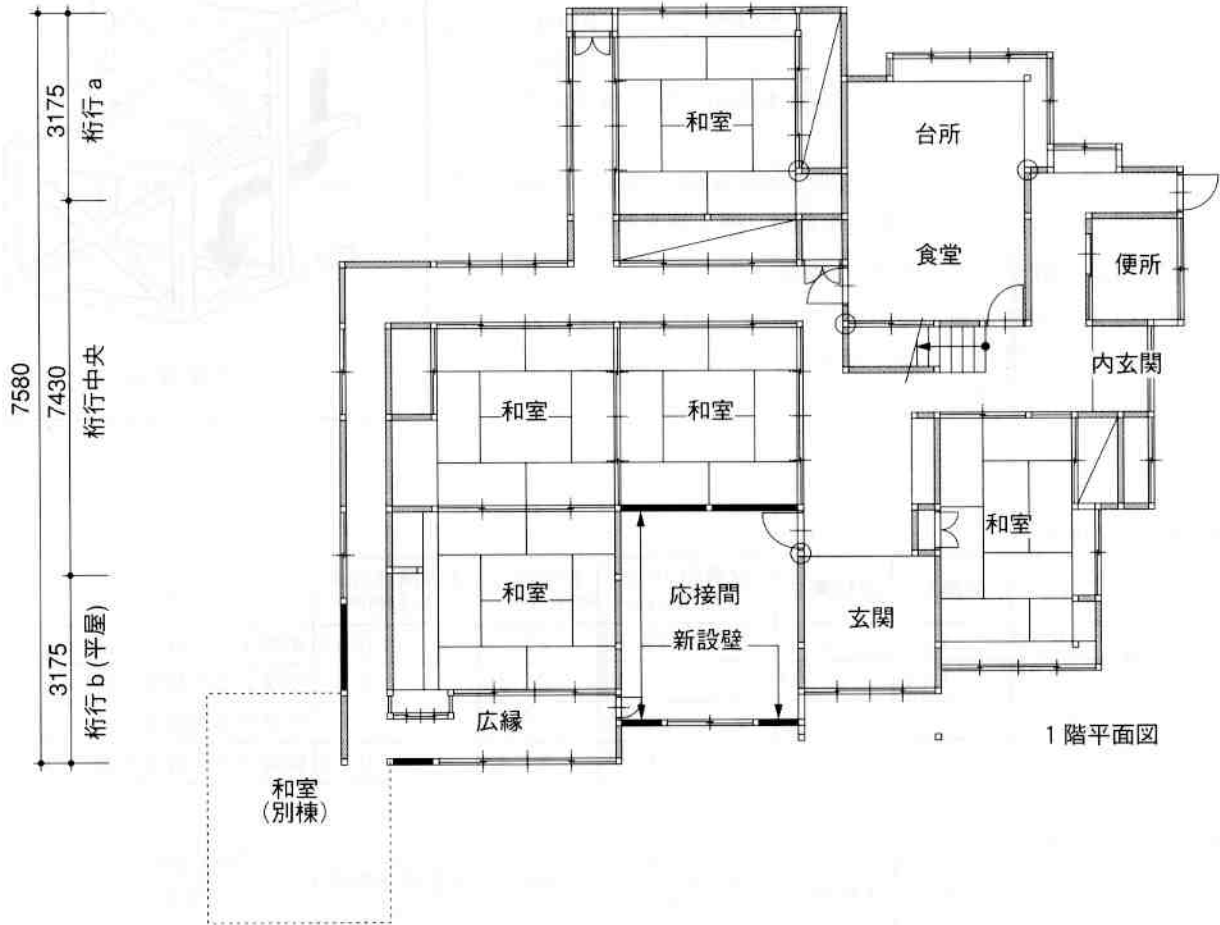 7580
3175
桁行 a
7430
桁行中央
3175
桁行 b (平屋)
和室
台所
食堂
便所
内玄関
和室
和室
和室
和室
応接間
新設壁
玄関
広縁
和室
(別棟)
1 階平面図